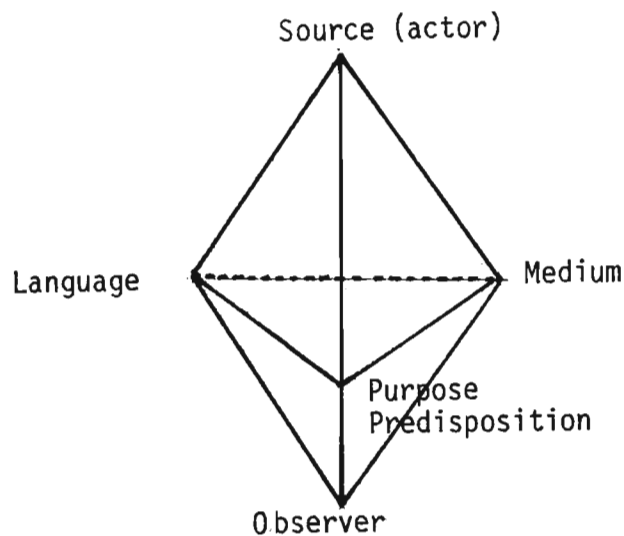 Source (actor)
Language
Medium
Purpose
Predisposition
Observer